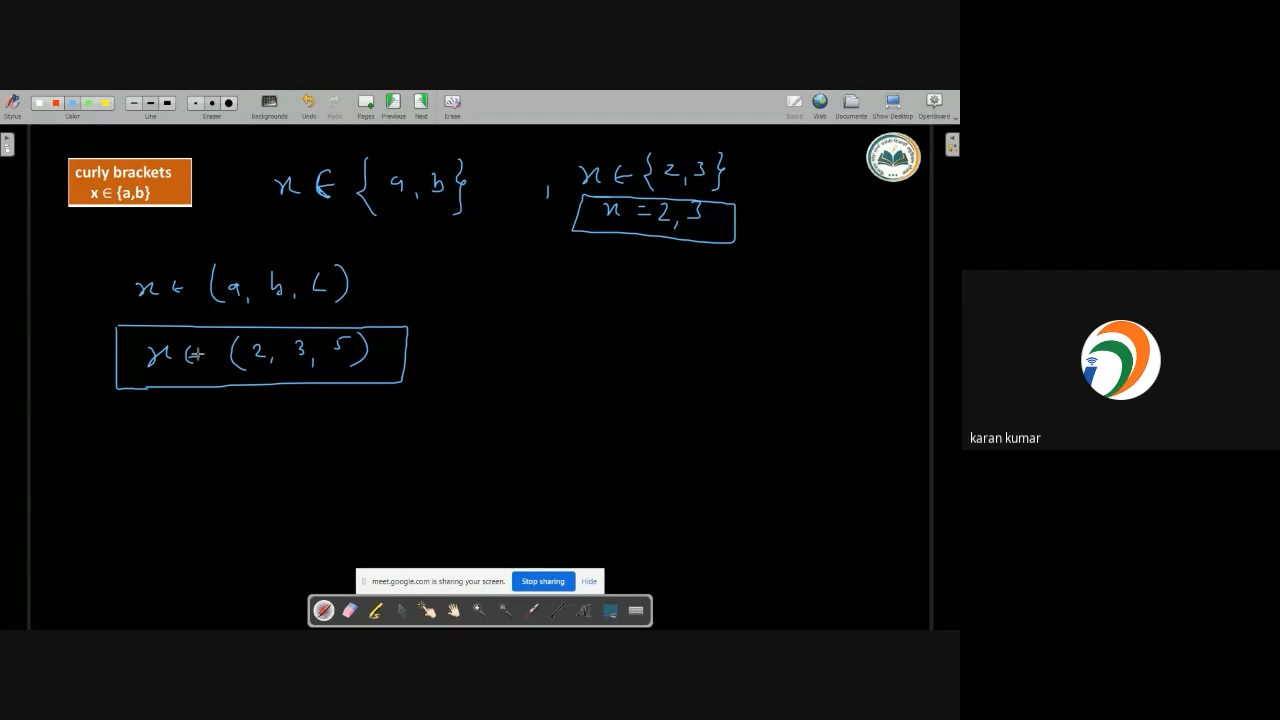 Stylus Color Line Eraser Backgrounds Undo Redo Pages Previous Next Erase Board Web Documents Show Desktop OpenBoard
curly brackets
x ∈ {a,b}
x ∈ {a, b} , x ∈ {2, 3}
x = 2, 3
x ∈ (a, b, c)
x ∈ (2, 3, 5)
karan kumar
meet.google.com is sharing your screen. Stop sharing Hide